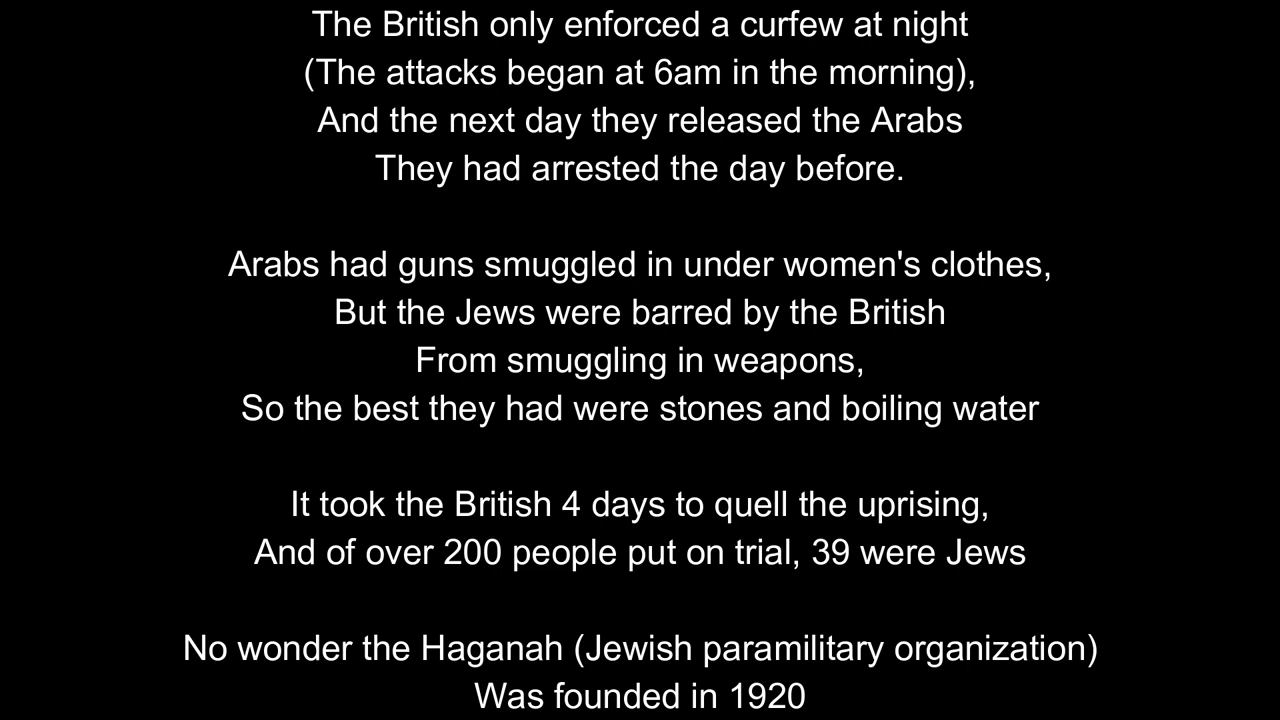 The British only enforced a curfew at night
(The attacks began at 6am in the morning),
And the next day they released the Arabs
They had arrested the day before.
Arabs had guns smuggled in under women's clothes,
But the Jews were barred by the British
From smuggling in weapons,
So the best they had were stones and boiling water
It took the British 4 days to quell the uprising,
And of over 200 people put on trial, 39 were Jews
No wonder the Haganah (Jewish paramilitary organization)
Was founded in 1920